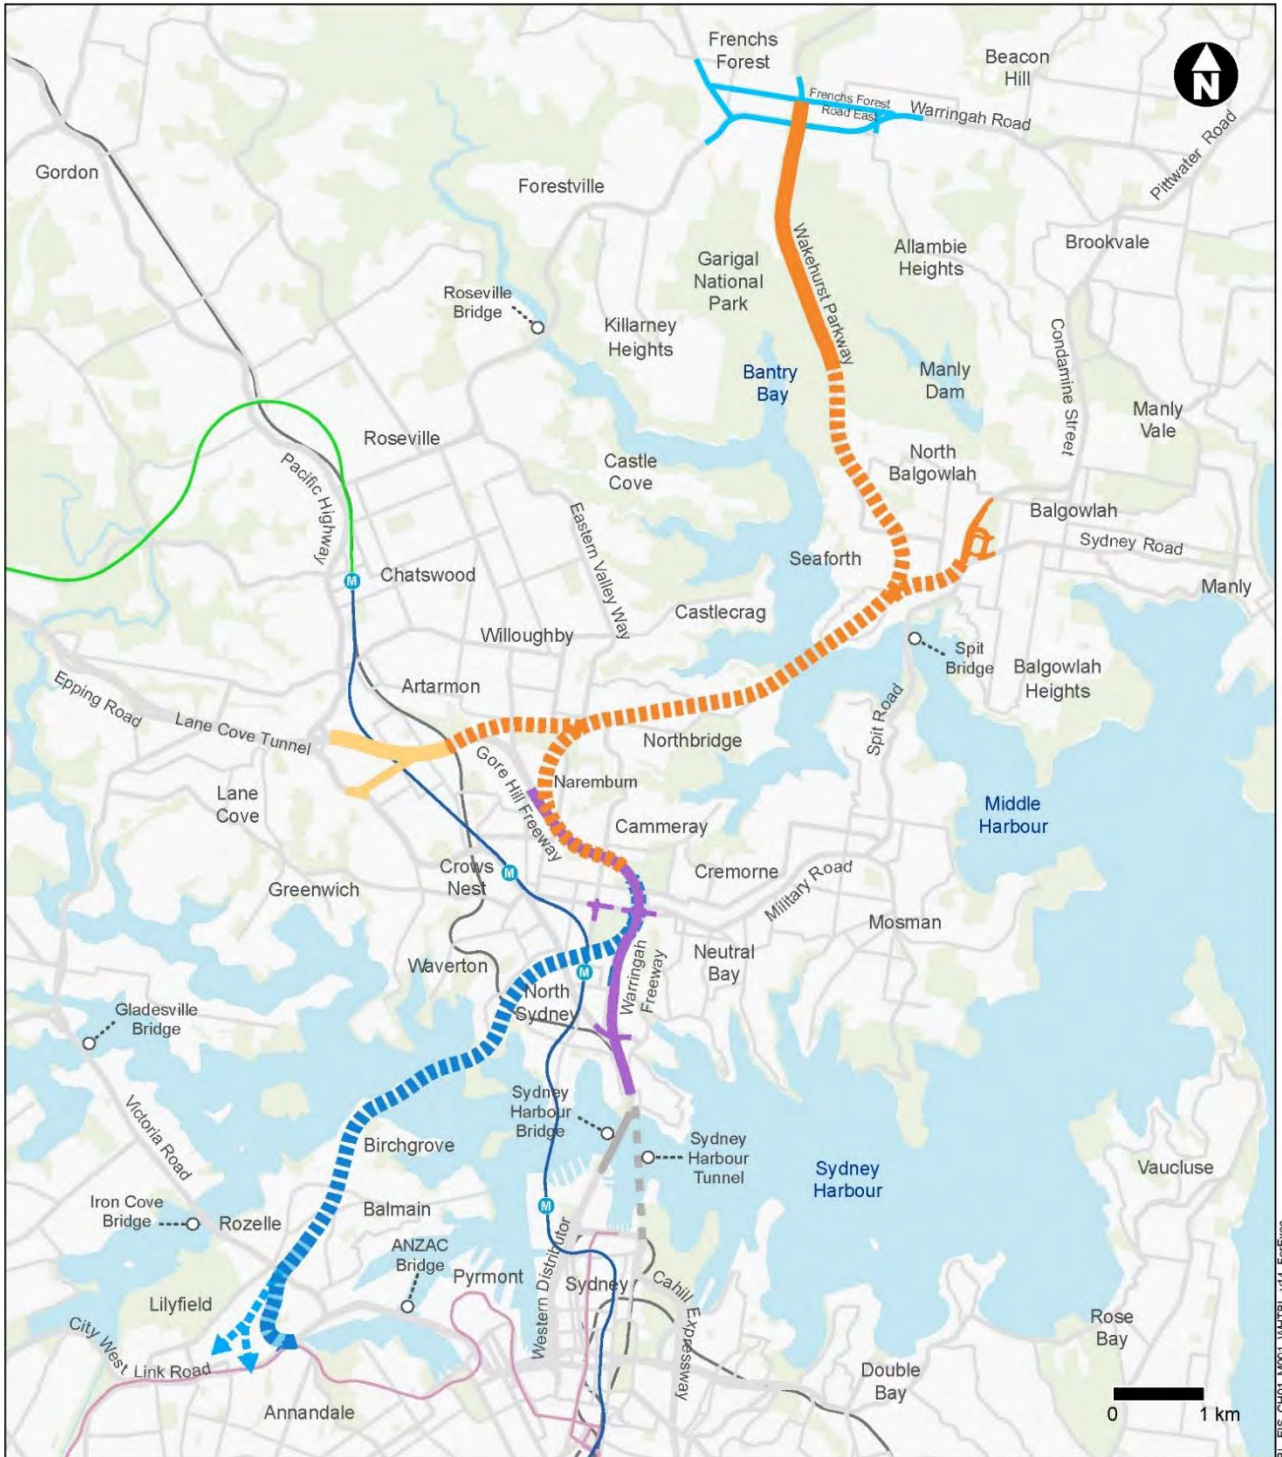 Frenchs
Forest
Beacon
Hill
N
Frenchs Forest
Road East
Warringah Road
Pittwater Road
Gordon
Forestville
Wakehurst Parkway
Garigal
National
Park
Allambie
Heights
Brookvale
Roseville
Bridge
Killarney
Heights
Condamine Street
Bantry
Bay
Manly
Dam
Manly
Vale
Roseville
Pacific Highway
Castle
Cove
North
Balgowlah
Balgowlah
Sydney Road
Eastern Valley Way
Seaforth
M
Chatswood
Manly
Castlecrag
Willoughby
Spit
Bridge
Balgowlah
Heights
Epping Road
Artarmon
Lane Cove Tunnel
Spit Road
Northbridge
Gore Hill Freeway
Naremburn
Lane
Cove
Middle
Harbour
Cammeray
Crows
Nest
M
Cremorne
Military Road
Greenwich
Mosman
Waverton
M
Neutral
Bay
Warringah
Freeway
North
Sydney
Gladesville
Bridge
Victoria Road
Sydney
Harbour
Bridge
Sydney
Harbour
Tunnel
Birchgrove
Sydney
Harbour
Vaucluse
Iron Cove
Bridge
Rozelle
Balmain
M
ANZAC
Bridge
Pyrmont
Western Distributor
Sydney
Cahill Expressway
Lilyfield
City West
Link Road
Rose
Bay
Double
Bay
Annandale
0 1 km